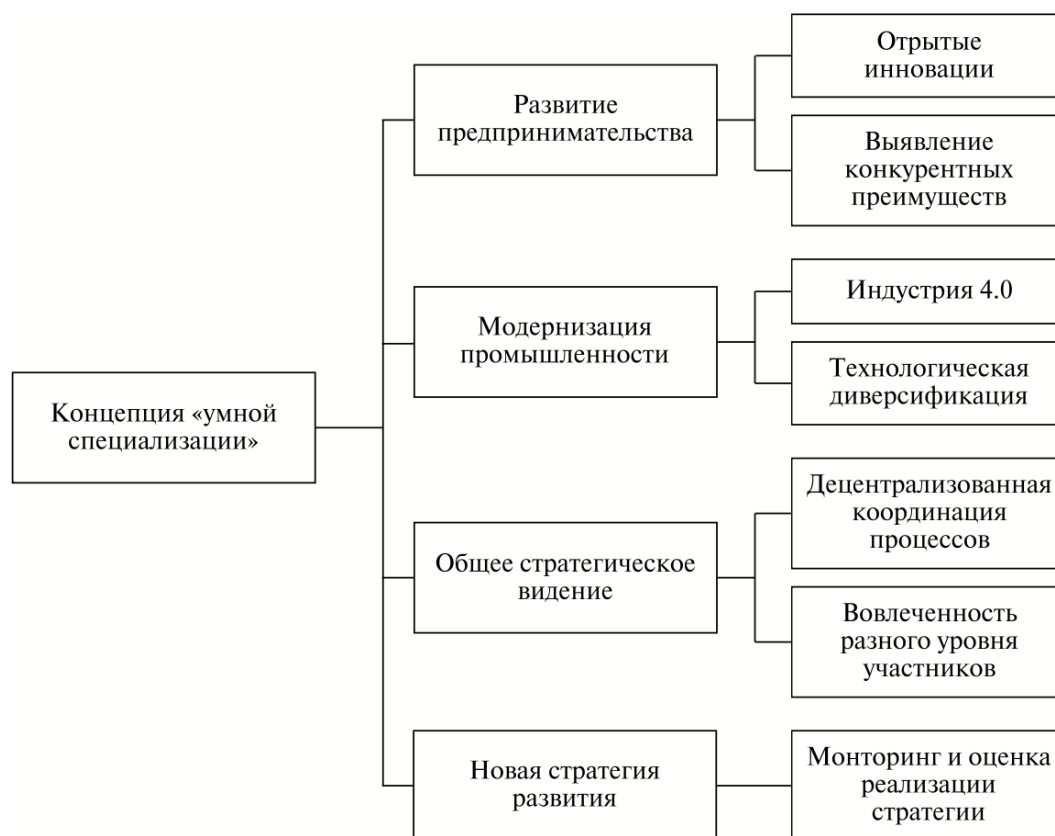 Отрытые
инновации
Развитие
предпринимательства
Выявление
конкурентных
преимуществ
Индустрия 4.0
Модернизация
промышленности
Технологическая
диверсификация
Концепция «умной
специализации»
Децентрализованная
координация
процессов
Общее стратегическое
видение
Вовлеченность
разного уровня
участников
Новая стратегия
развития
Монторинг и оценка
реализации
стратегии